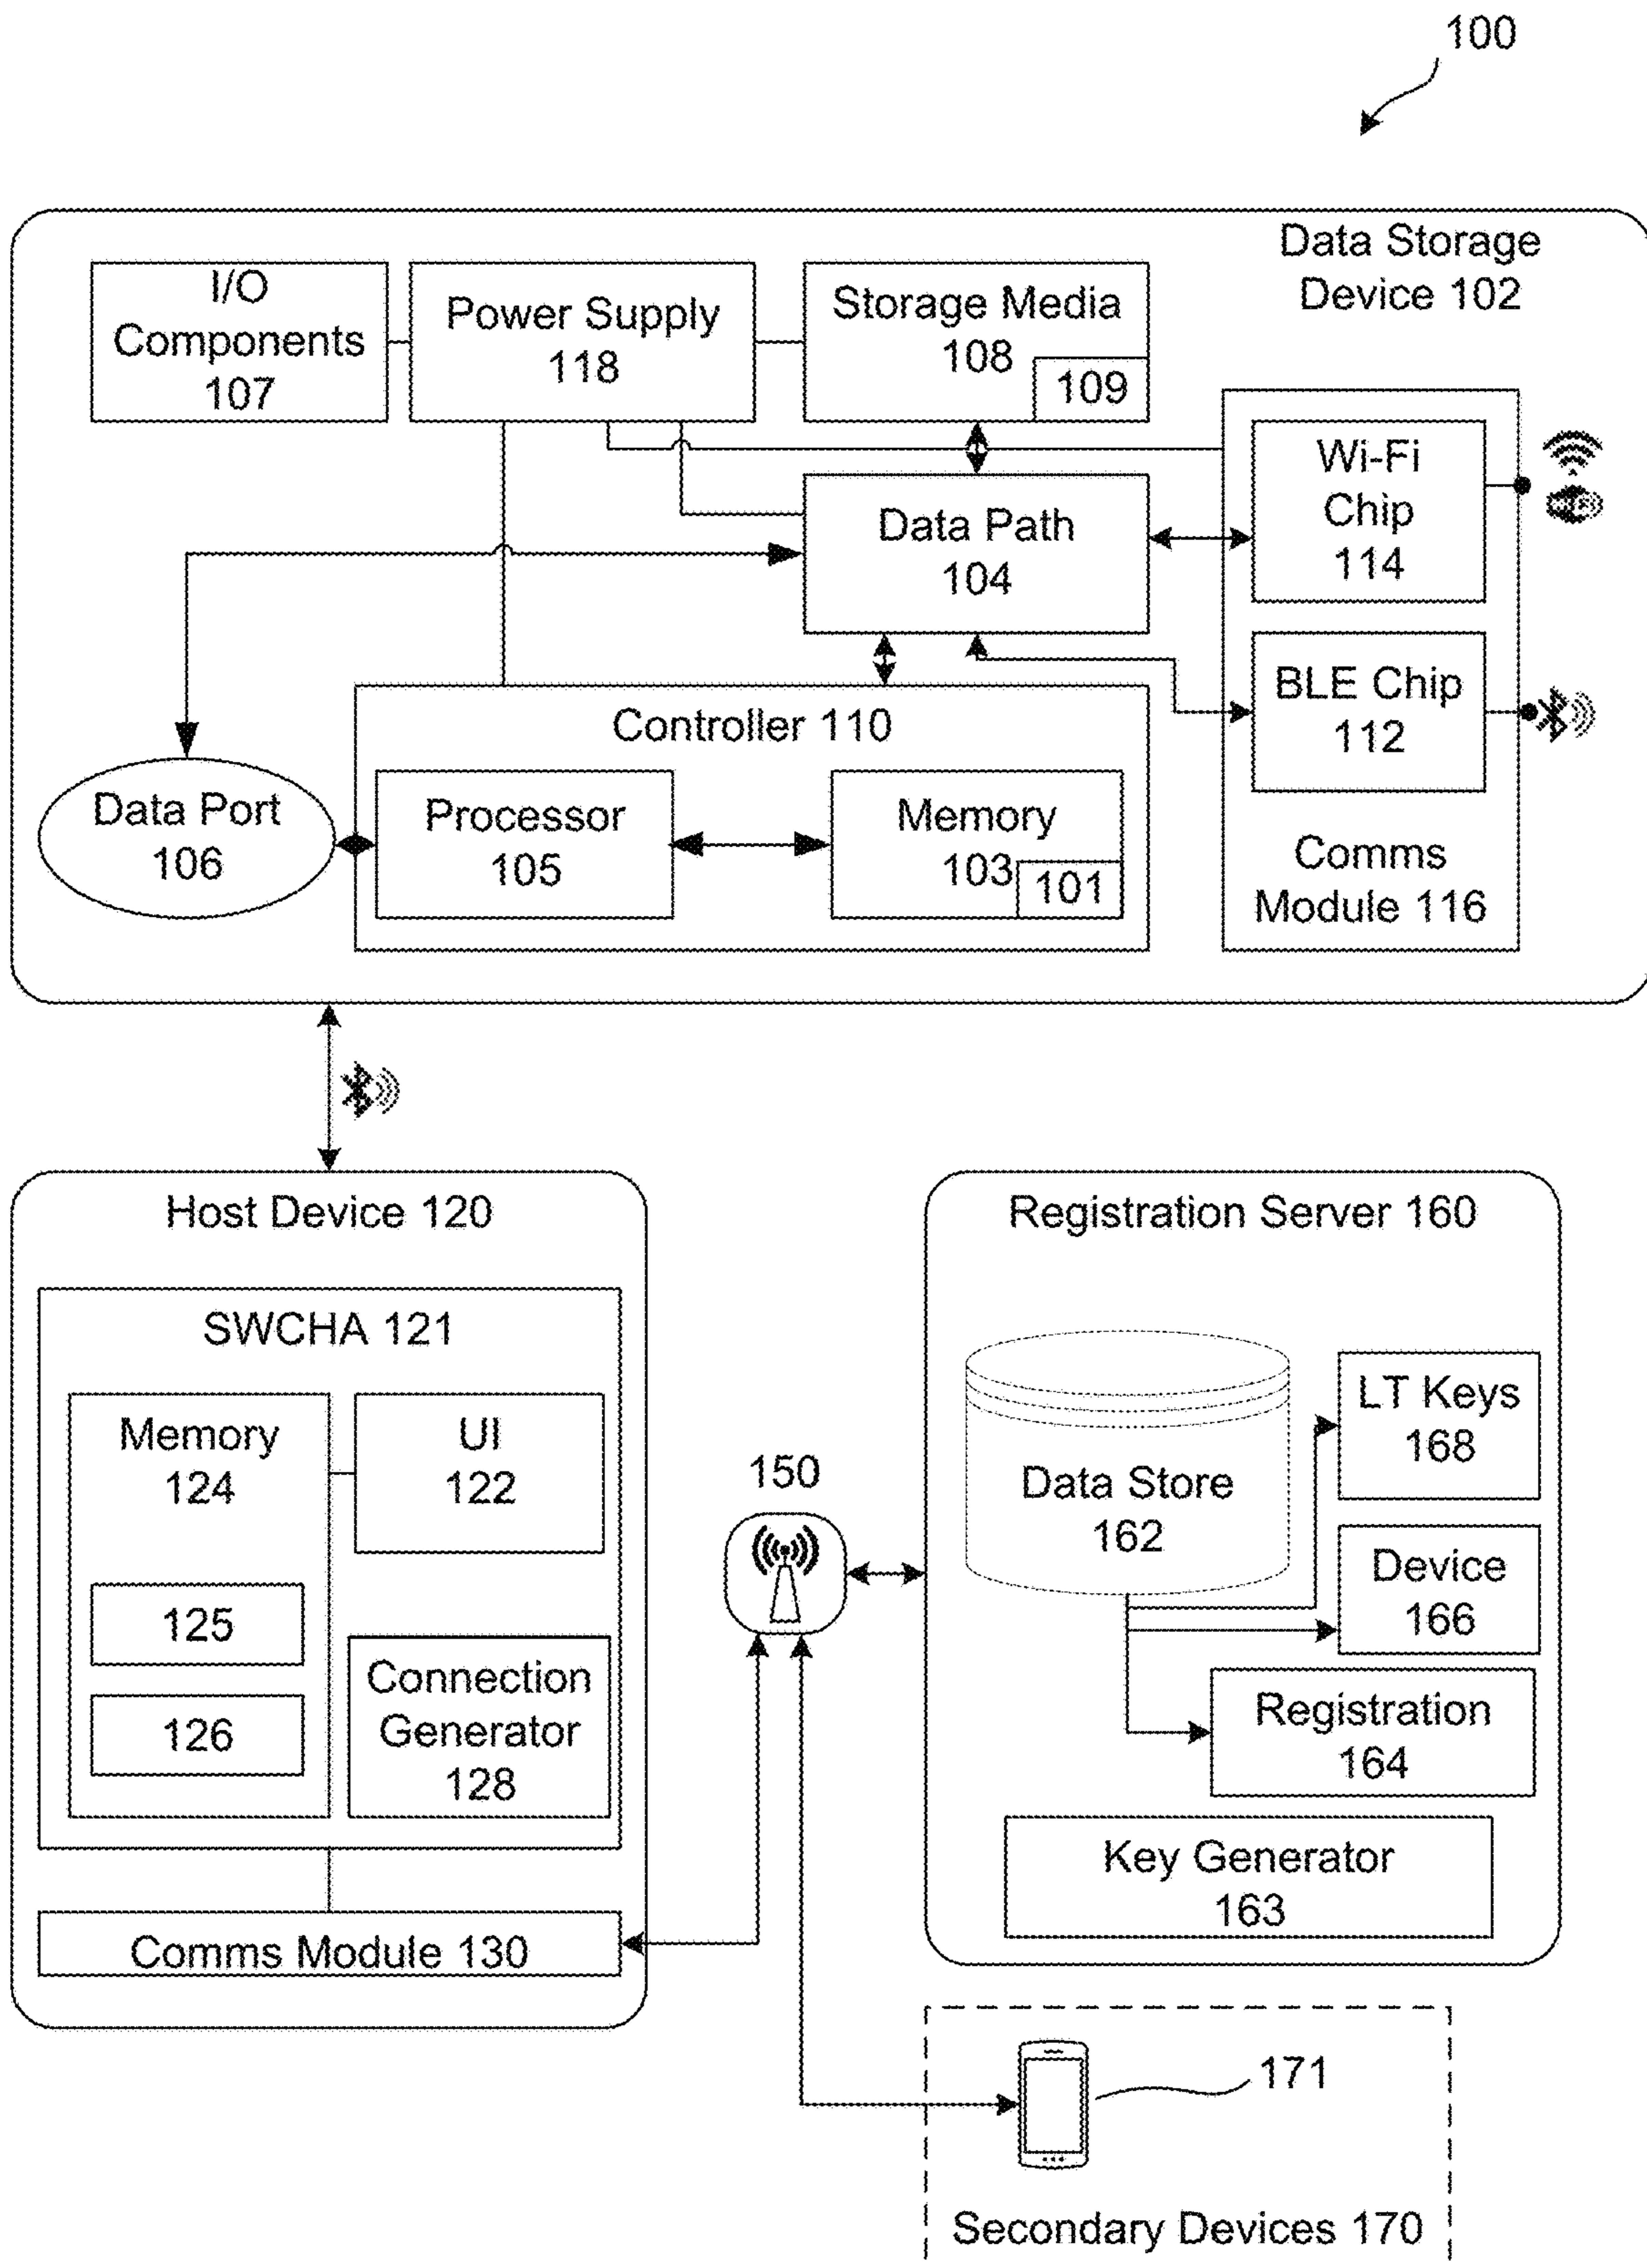 100
Data Storage
Device 102
I/O
Components
107
Power Supply
118
Storage Media
108
109
Wi-Fi
Chip
114
Data Path
104
BLE Chip
112
Controller 110
Data Port
106
Processor
105
Memory
103
101
Comms
Module 116
Host Device 120
SWCHA 121
Memory
124
UI
122
125
126
Connection
Generator
128
Comms Module 130
150
Registration Server 160
Data Store
162
LT Keys
168
Device
166
Registration
164
Key Generator
163
171
Secondary Devices 170